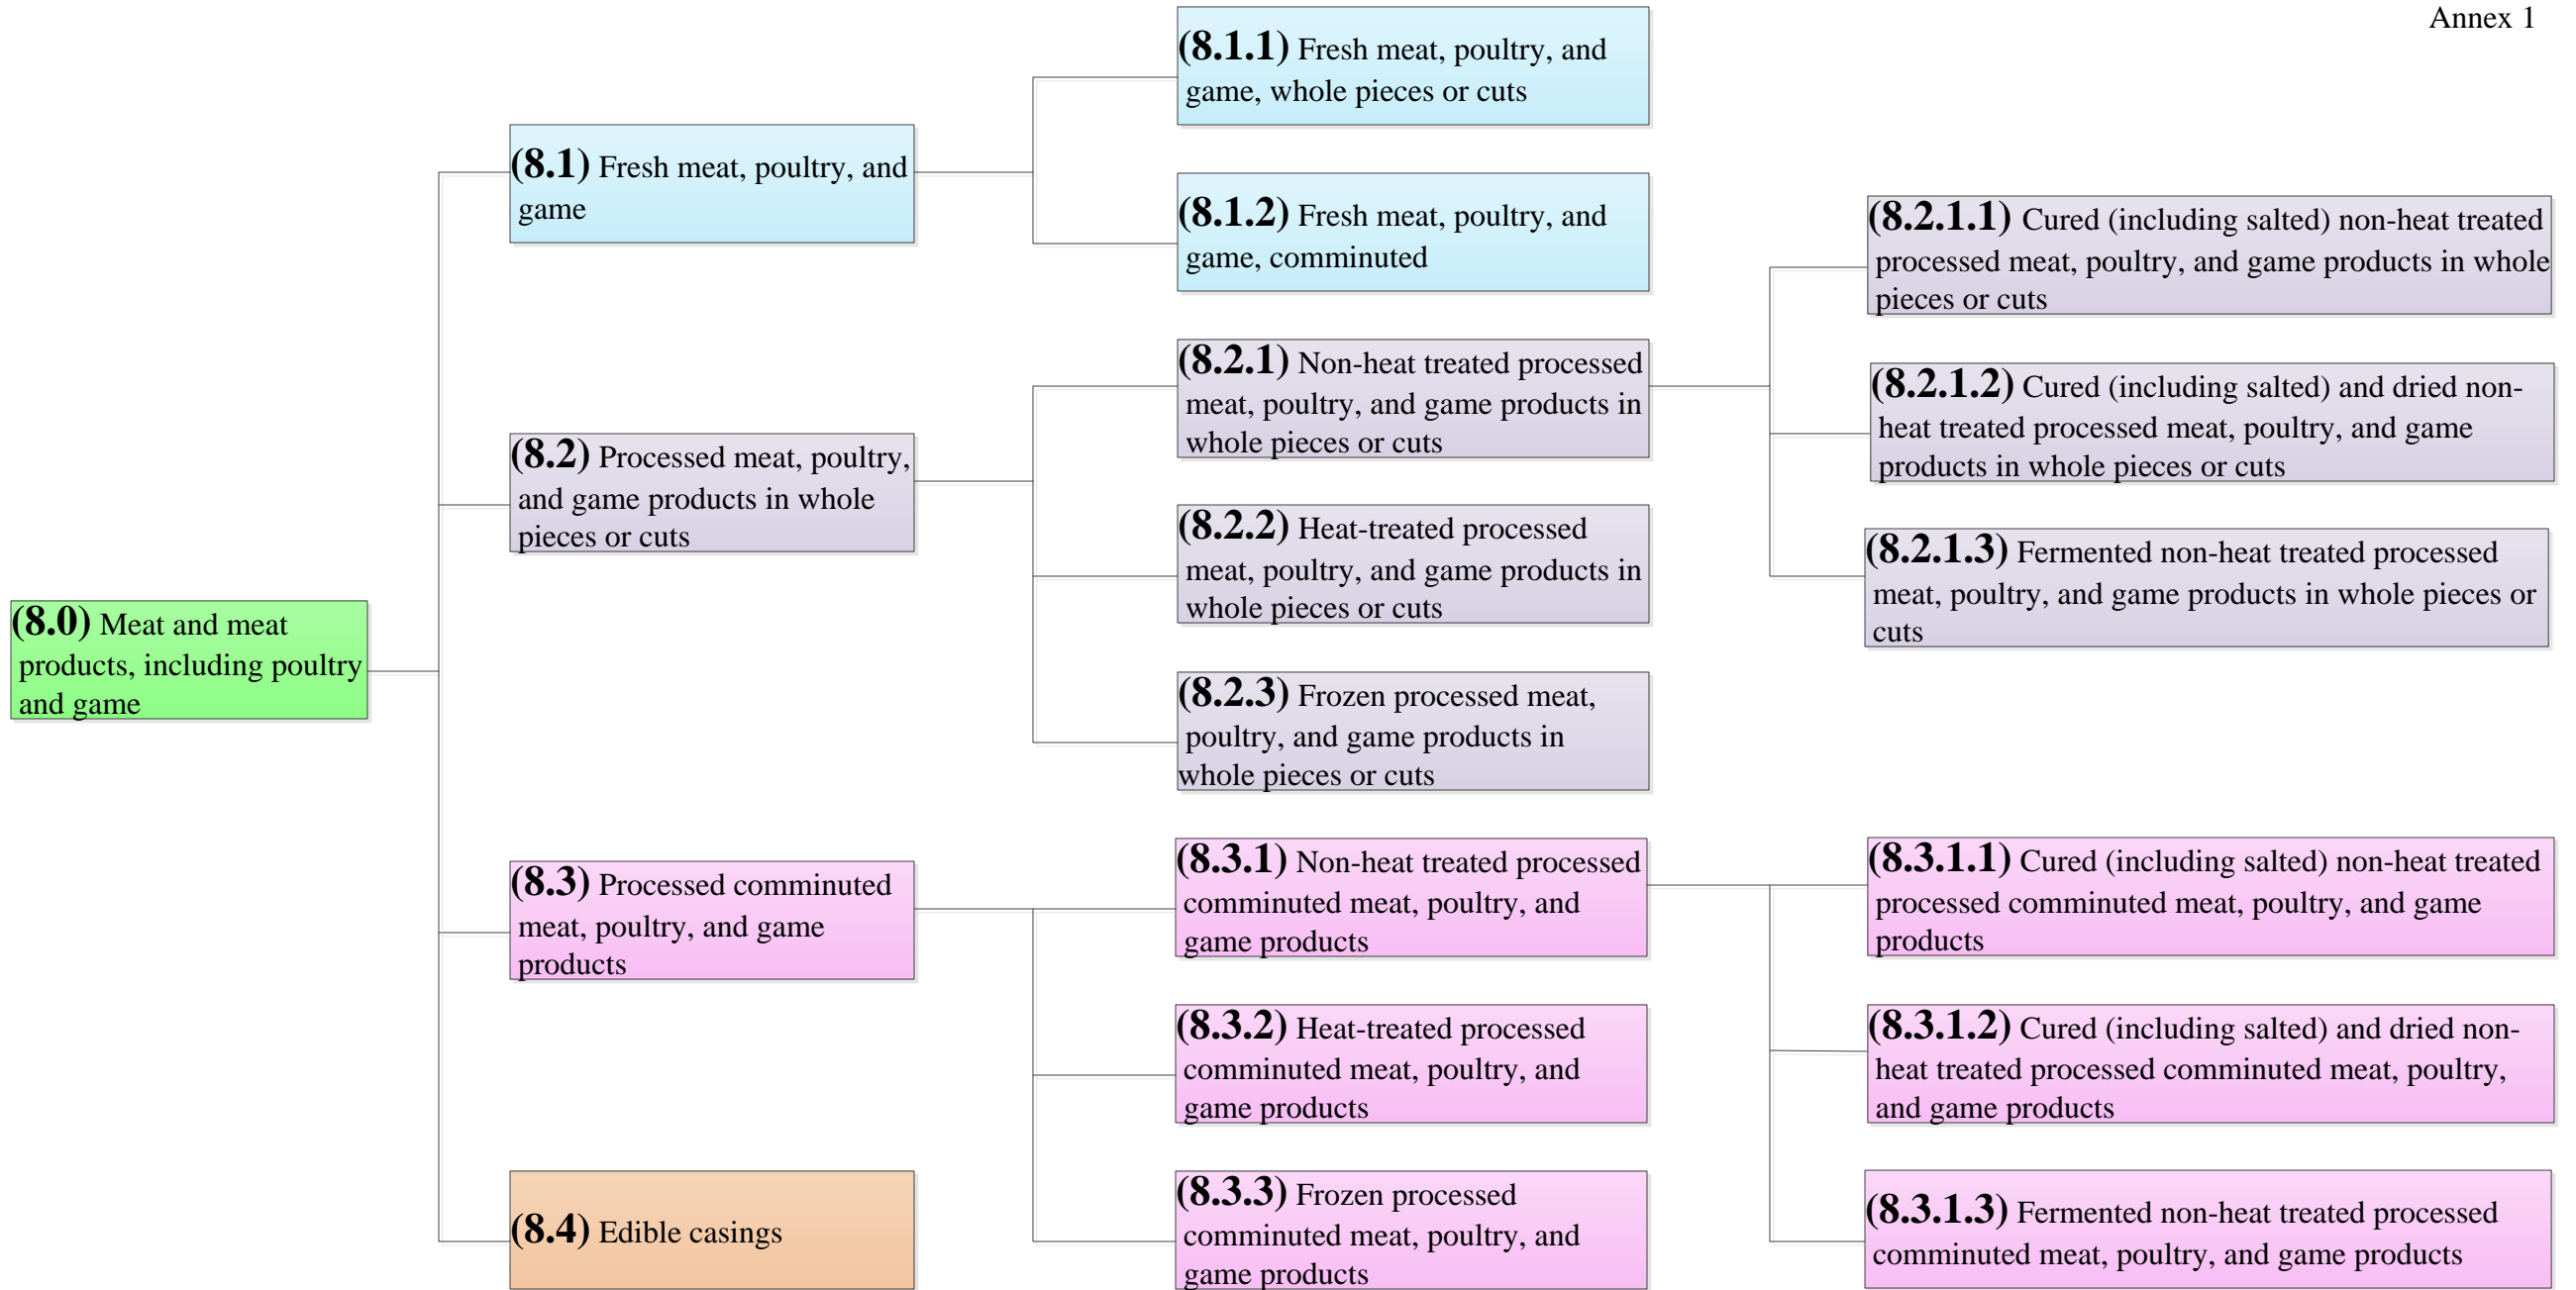 Annex 1
(8.0) Meat and meat
products, including poultry
and game
(8.1) Fresh meat, poultry, and
game
(8.1.1) Fresh meat, poultry, and
game, whole pieces or cuts
(8.1.2) Fresh meat, poultry, and
game, comminuted
(8.2) Processed meat, poultry,
and game products in whole
pieces or cuts
(8.2.1) Non-heat treated processed
meat, poultry, and game products in
whole pieces or cuts
(8.2.1.1) Cured (including salted) non-heat treated
processed meat, poultry, and game products in whole
pieces or cuts
(8.2.1.2) Cured (including salted) and dried non-
heat treated processed meat, poultry, and game
products in whole pieces or cuts
(8.2.1.3) Fermented non-heat treated processed
meat, poultry, and game products in whole pieces or
cuts
(8.2.2) Heat-treated processed
meat, poultry, and game products in
whole pieces or cuts
(8.2.3) Frozen processed meat,
poultry, and game products in
whole pieces or cuts
(8.3) Processed comminuted
meat, poultry, and game
products
(8.3.1) Non-heat treated processed
comminuted meat, poultry, and
game products
(8.3.1.1) Cured (including salted) non-heat treated
processed comminuted meat, poultry, and game
products
(8.3.1.2) Cured (including salted) and dried non-
heat treated processed comminuted meat, poultry,
and game products
(8.3.1.3) Fermented non-heat treated processed
comminuted meat, poultry, and game products
(8.3.2) Heat-treated processed
comminuted meat, poultry, and
game products
(8.3.3) Frozen processed
comminuted meat, poultry, and
game products
(8.4) Edible casings